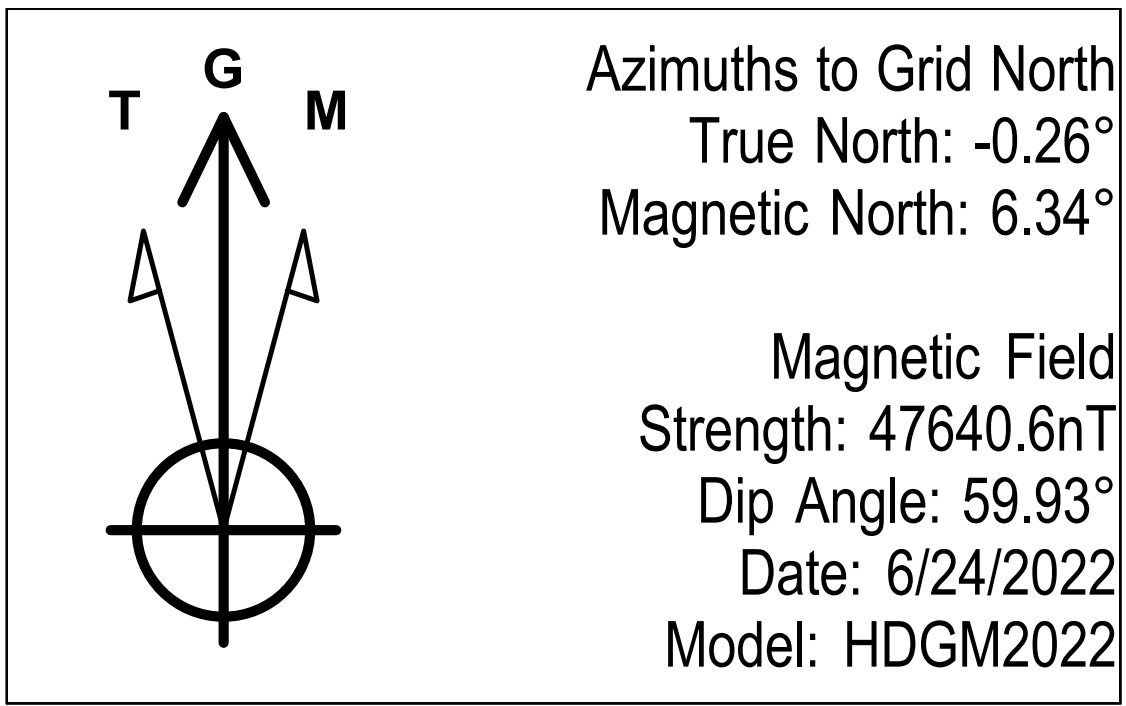 G
T M
Azimuths to Grid North
True North: -0.26°
Magnetic North: 6.34°
Magnetic Field
Strength: 47640.6nT
Dip Angle: 59.93°
Date: 6/24/2022
Model: HDGM2022